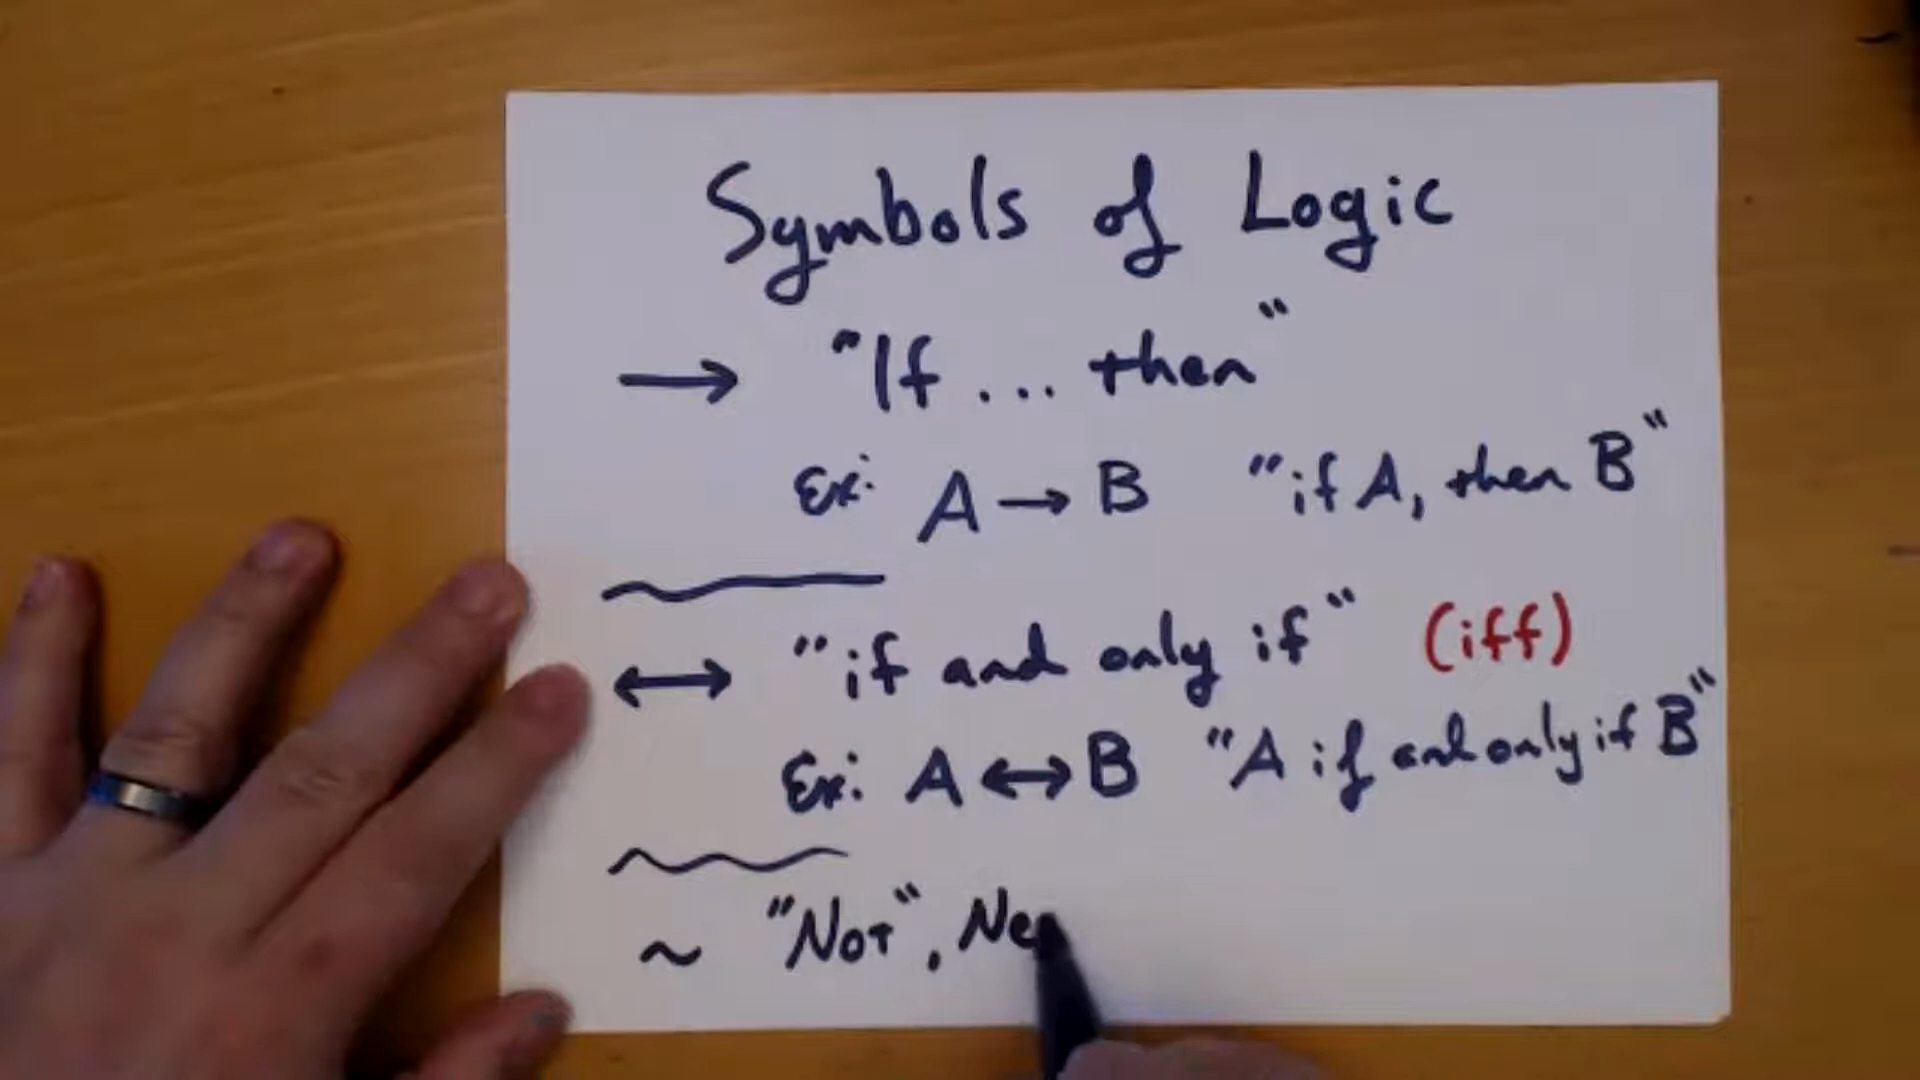 Symbols of Logic
→ "If ... then"
Ex: A → B "if A, then B"
↔ "if and only if" (iff)
Ex: A ↔ B "A if and only if B"
~ "Not", Ne